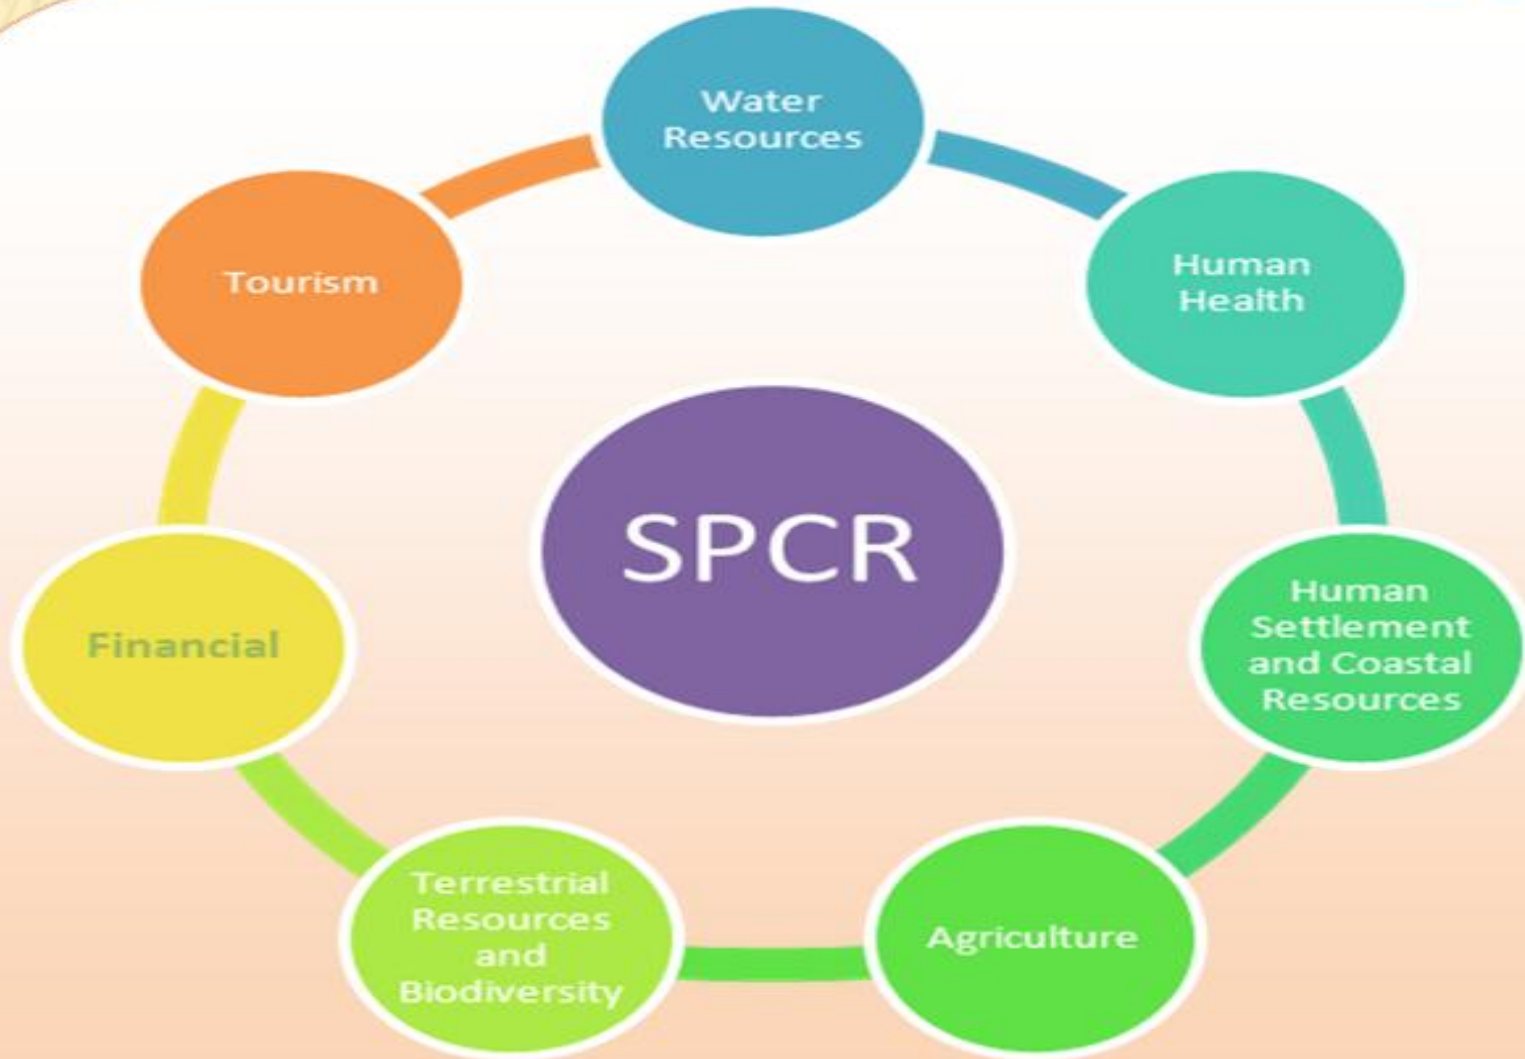 Water
Resources
Human
Health
Tourism
SPCR
Human
Settlement
and Coastal
Resources
Financial
Terrestrial
Resources
and
Biodiversity
Agriculture